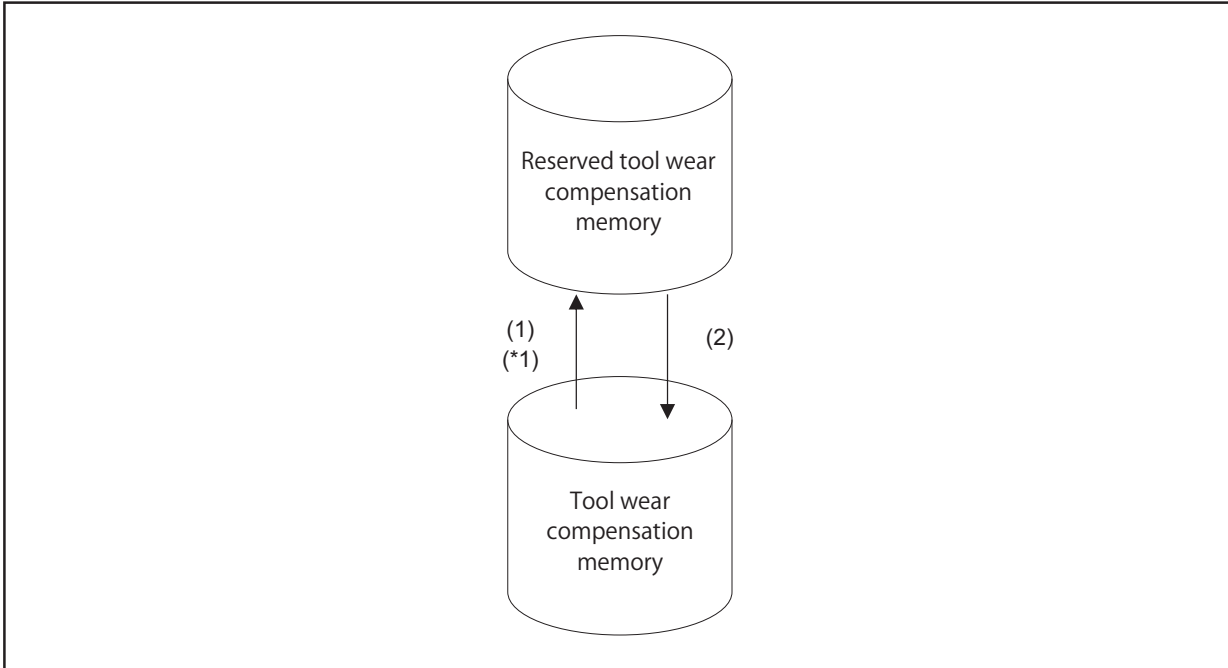 Reserved tool wear
compensation
memory
(1)
(*1)
(2)
Tool wear
compensation
memory